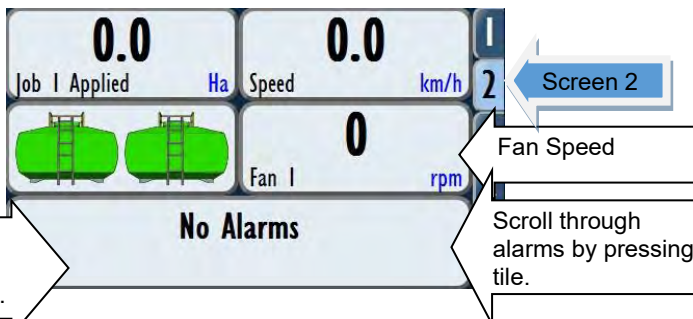 0.0
Job 1 Applied Ha
0.0
Speed km/h
1
2
Screen 2
0
Fan 1 rpm
Fan Speed
No Alarms
Scroll through
alarms by pressing
tile.
.